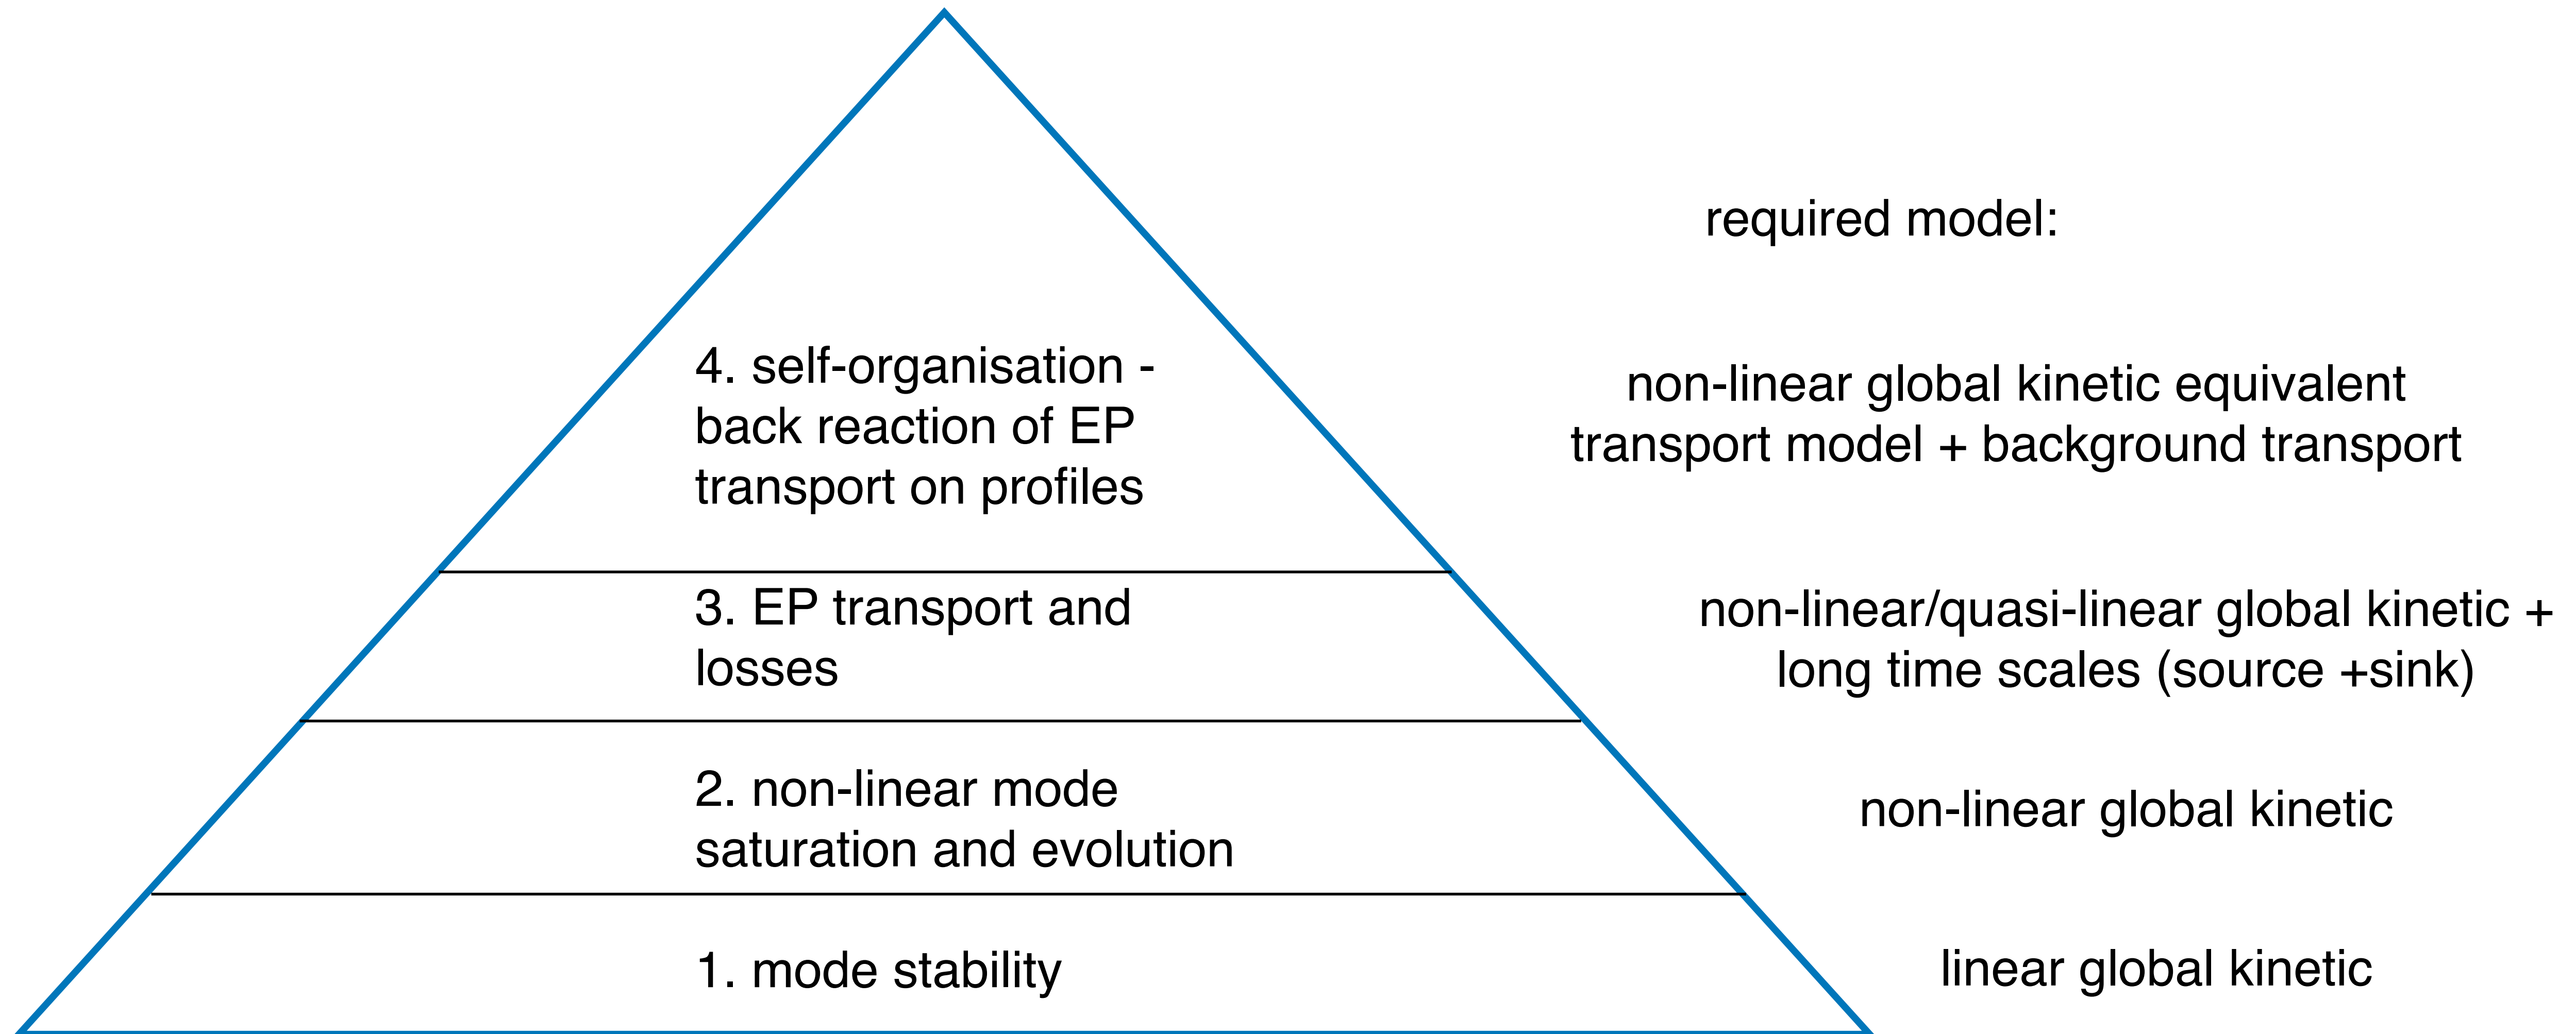 required model:
4. self-organisation -
back reaction of EP
transport on profiles
non-linear global kinetic equivalent
transport model + background transport
3. EP transport and
losses
non-linear/quasi-linear global kinetic +
long time scales (source +sink)
2. non-linear mode
saturation and evolution
non-linear global kinetic
1. mode stability
linear global kinetic